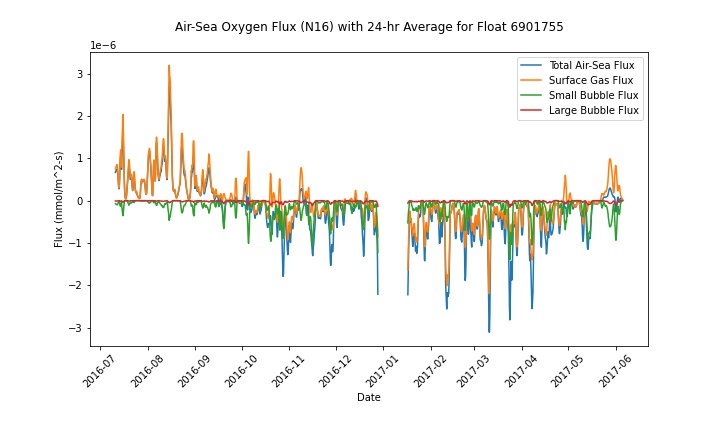 Air-Sea Oxygen Flux (N16) with 24-hr Average for Float 6901755
1e−6
Total Air-Sea Flux
Surface Gas Flux
Small Bubble Flux
Large Bubble Flux
3
2
1
0
−1
−2
−3
Flux (mmol/m^2-s)
2016-07
2016-08
2016-09
2016-10
2016-11
2016-12
2017-01
2017-02
2017-03
2017-04
2017-05
2017-06
Date